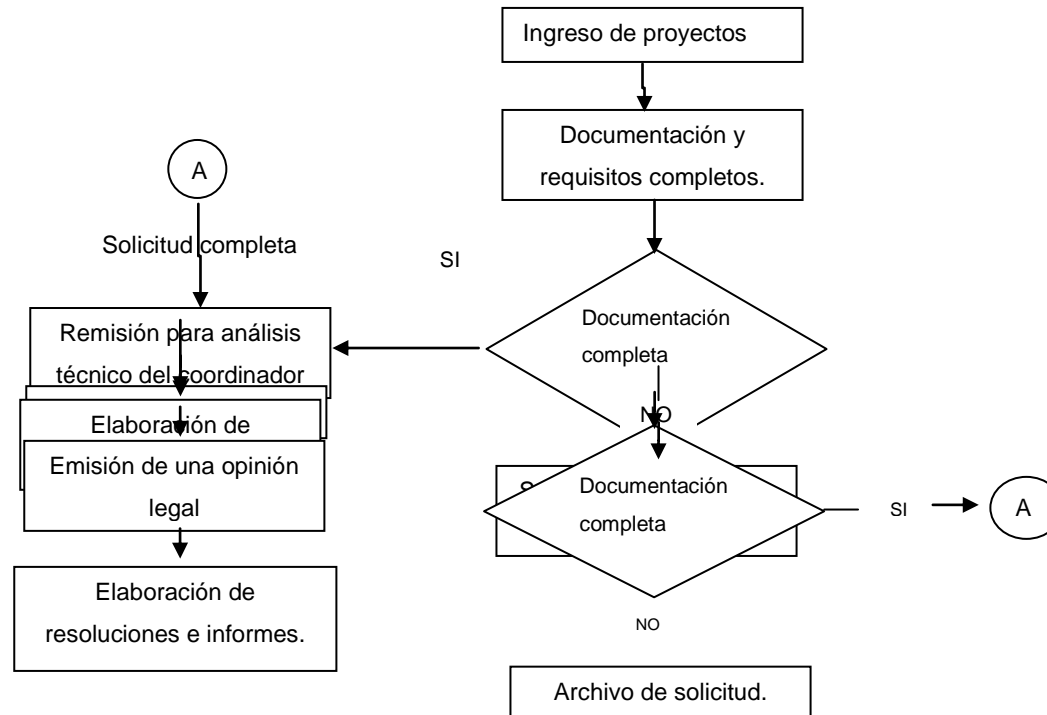 Ingreso de proyectos
Documentación y
requisitos completos.
A
Solicitud completa
SI
Remisión para análisis
técnico del coordinador
Elaboración de
Emisión de una opinión
legal
Elaboración de
resoluciones e informes.
Documentación
completa
NO
Documentación
completa
SI
A
NO
Archivo de solicitud.